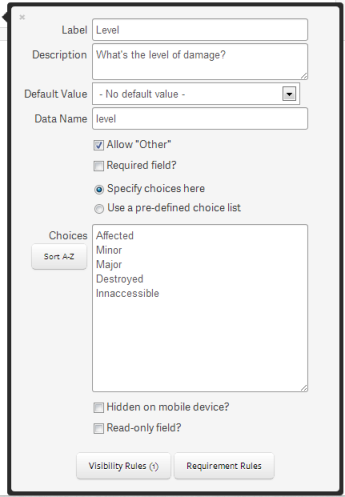 ×
Label Level
Description What's the level of damage?
Default Value - No default value -
Data Name level
Allow "Other"
Required field?
Specify choices here
Use a pre-defined choice list
Choices Affected
Sort A-Z Minor
Major
Destroyed
Innaccessible
Hidden on mobile device?
Read-only field?
Visibility Rules (1) Requirement Rules